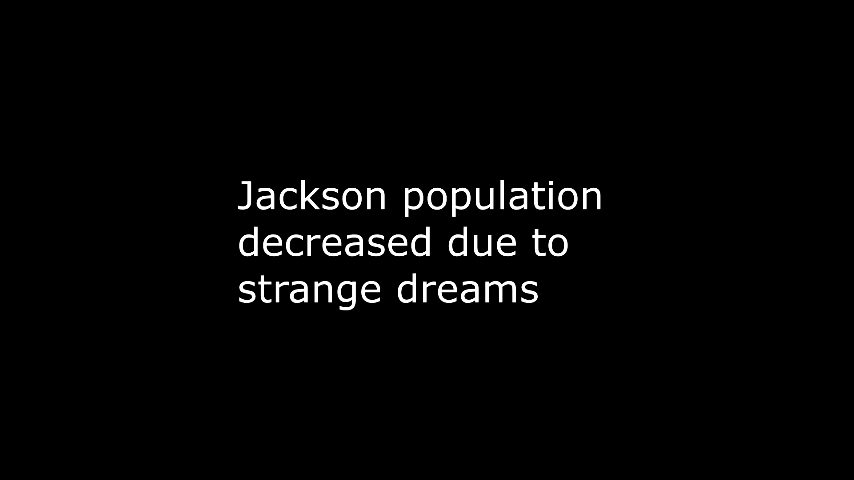 Jackson population
decreased due to
strange dreams